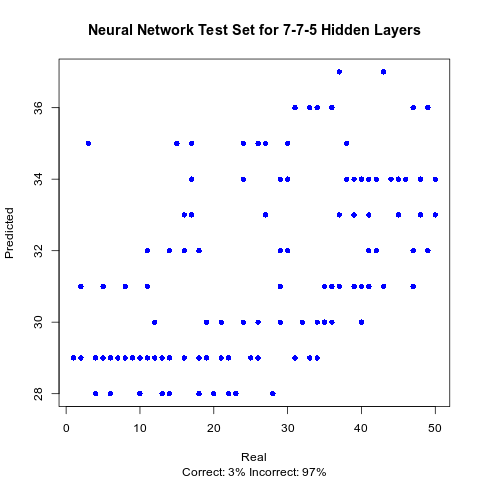 Neural Network Test Set for 7-7-5 Hidden Layers
Predicted
36
34
32
30
28
0 10 20 30 40 50
Real
Correct: 3% Incorrect: 97%